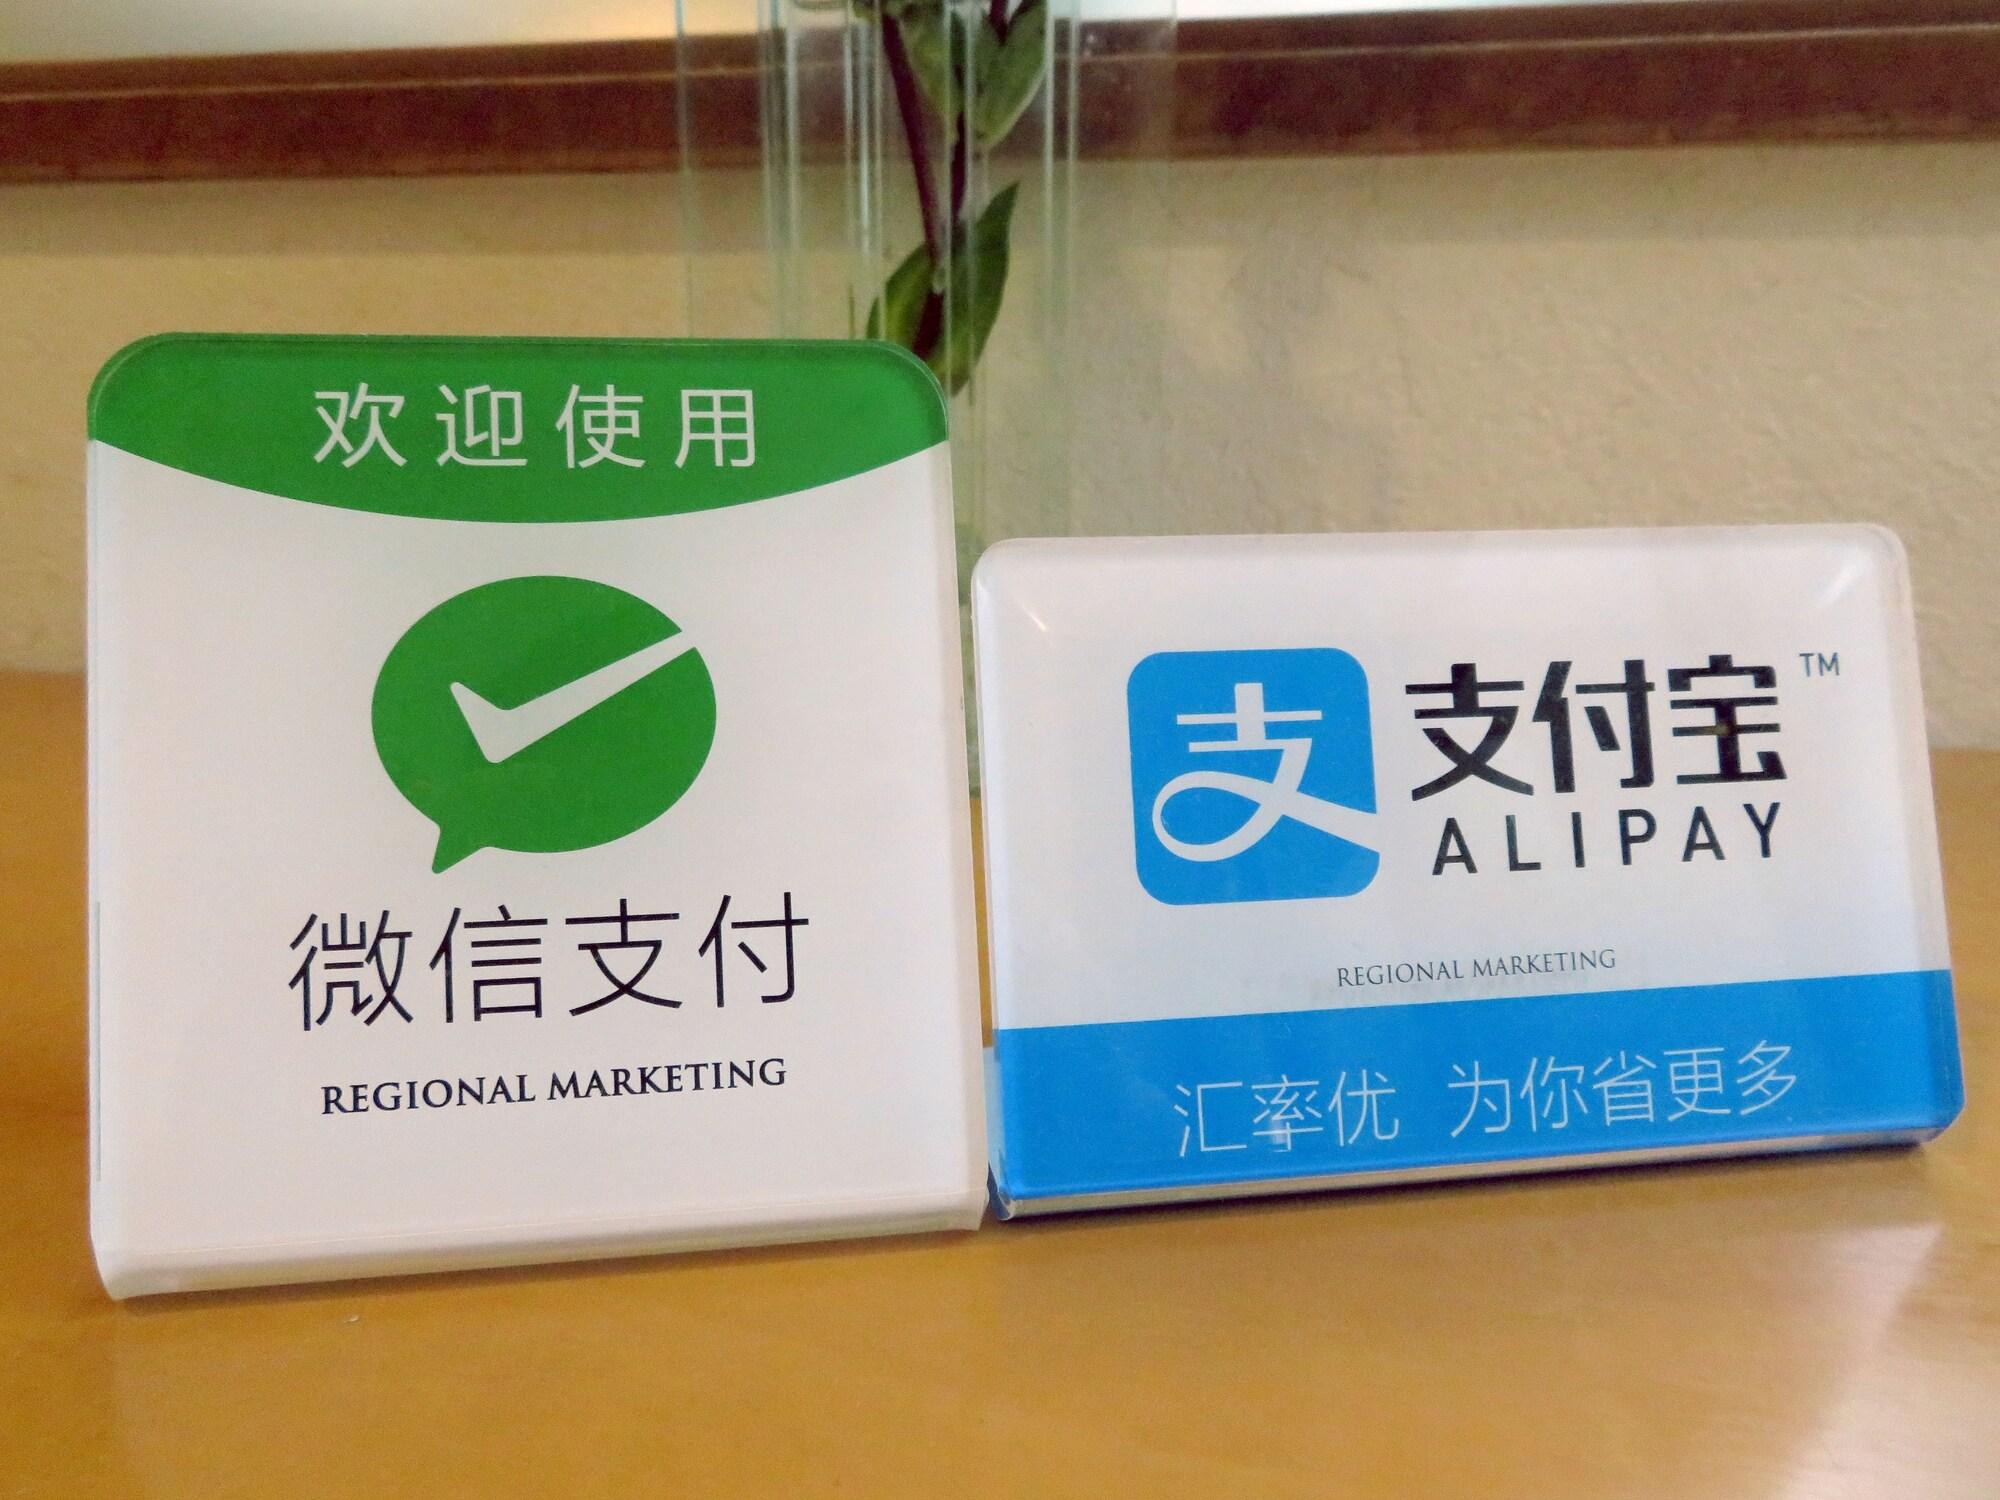 欢迎使用
微信支付
REGIONAL MARKETING
支
支付宝™
ALIPAY
REGIONAL MARKETING
汇率优 为你省更多